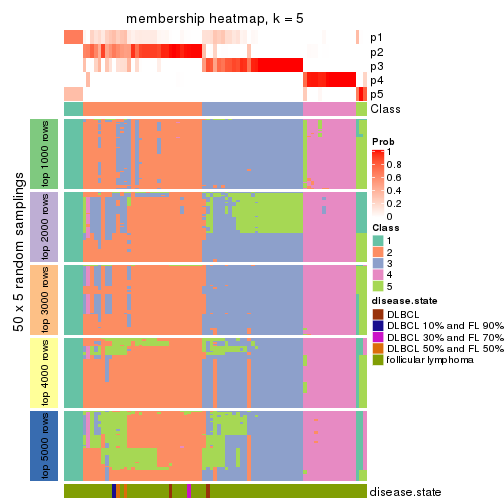 membership heatmap, k = 5
p1
p2
p3
p4
p5
Class
50 x 5 random samplings
top 1000 rows
top 2000 rows
top 3000 rows
top 4000 rows
top 5000 rows
Prob
1
0.8
0.6
0.4
0.2
0
Class
1
2
3
4
5
disease.state
DLBCL
DLBCL 10% and FL 90%
DLBCL 30% and FL 70%
DLBCL 50% and FL 50%
follicular lymphoma
disease.state